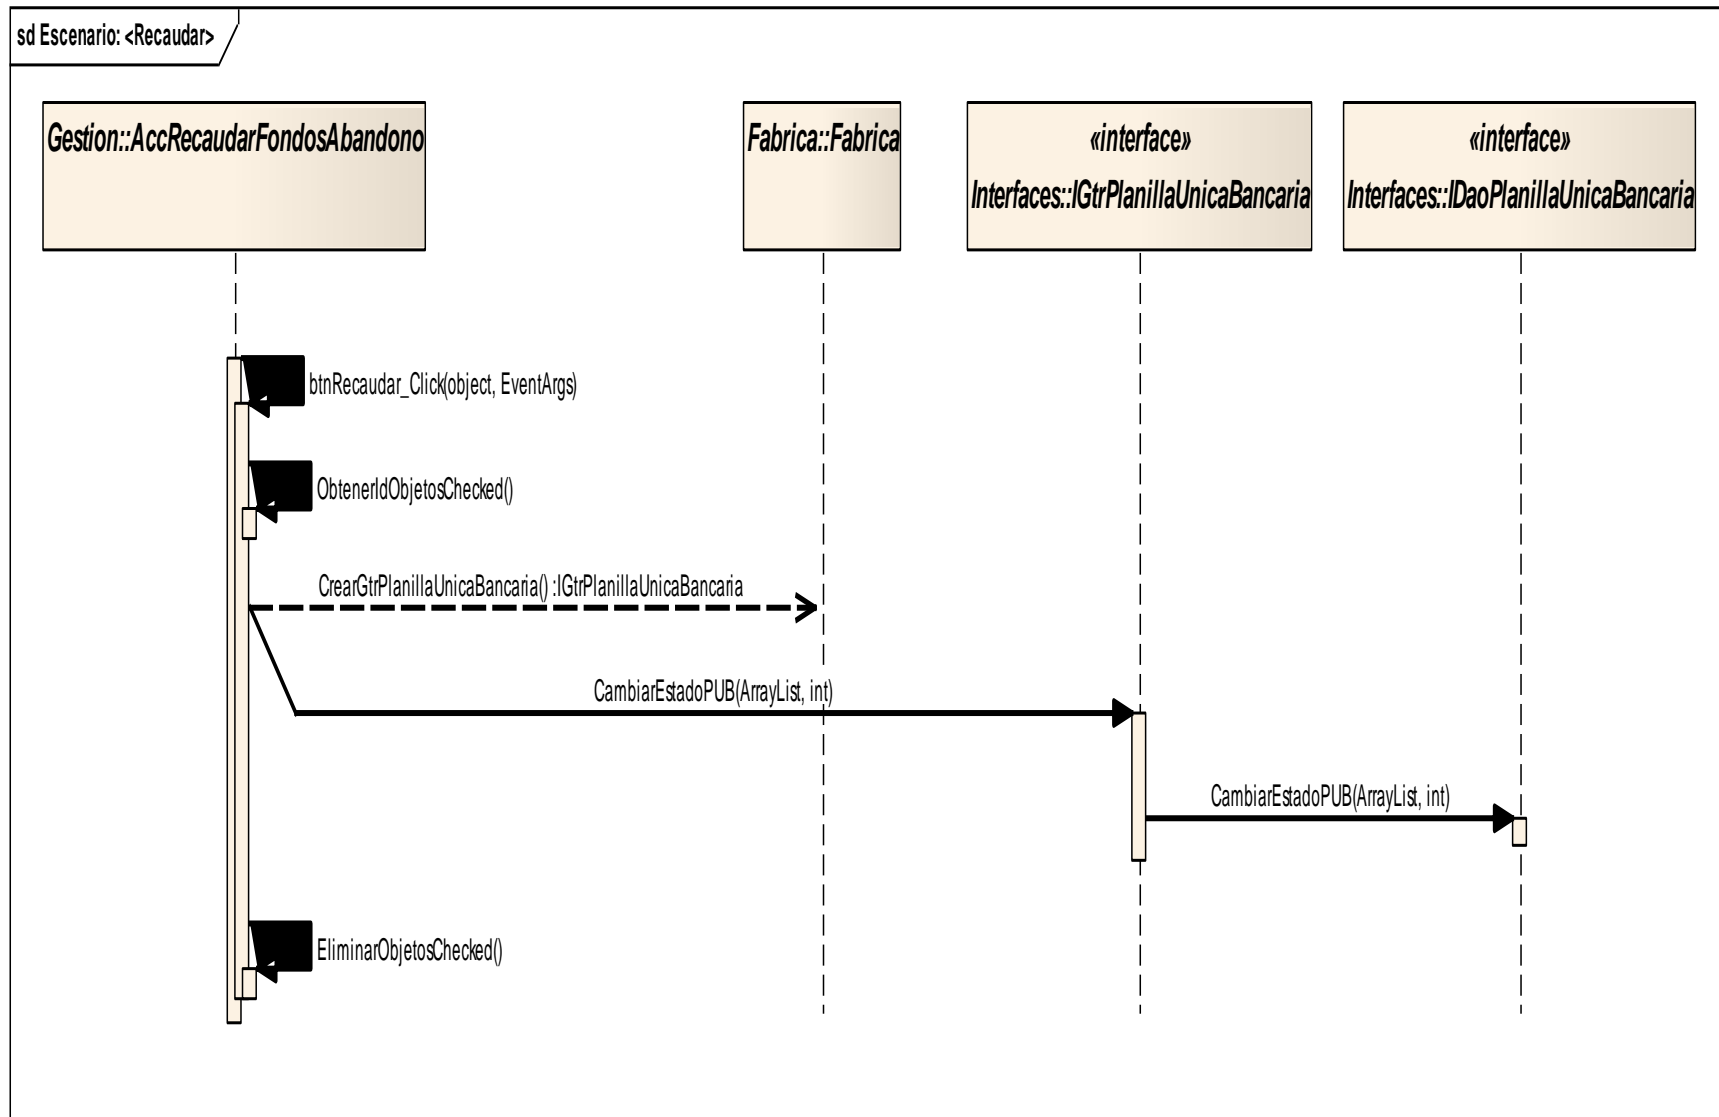 sd Escenario: <Recaudar>
Gestion::AccRecaudarFondosAbandono
Fabrica::Fabrica
«interface»
Interfaces::IGtrPlanillaUnicaBancaria
«interface»
Interfaces::IDaoPlanillaUnicaBancaria
btnRecaudar_Click(object, EventArgs)
ObtenerIdObjetosChecked()
CrearGtrPlanillaUnicaBancaria() :IGtrPlanillaUnicaBancaria
CambiarEstadoPUB(ArrayList, int)
CambiarEstadoPUB(ArrayList, int)
EliminarObjetosChecked()